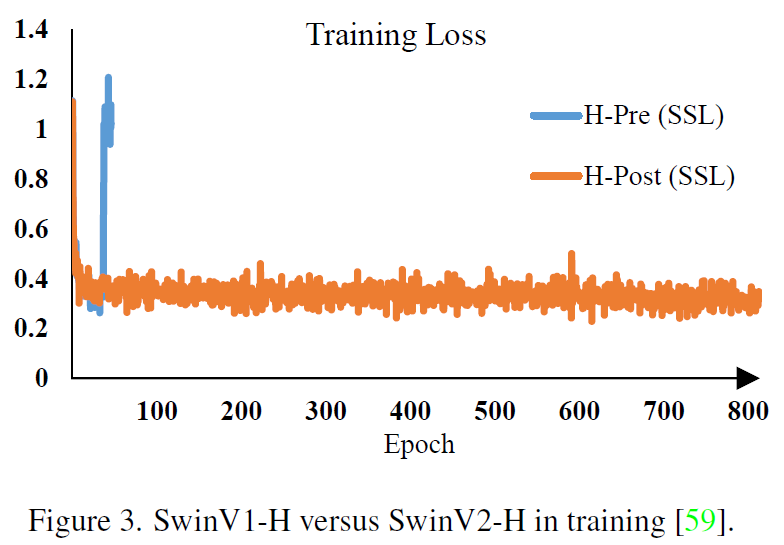 Training Loss
1.4
1.2
1
0.8
0.6
0.4
0.2
0
H-Pre (SSL)
H-Post (SSL)
100 200 300 400 500 600 700 800
Epoch
Figure 3. SwinV1-H versus SwinV2-H in training [59].